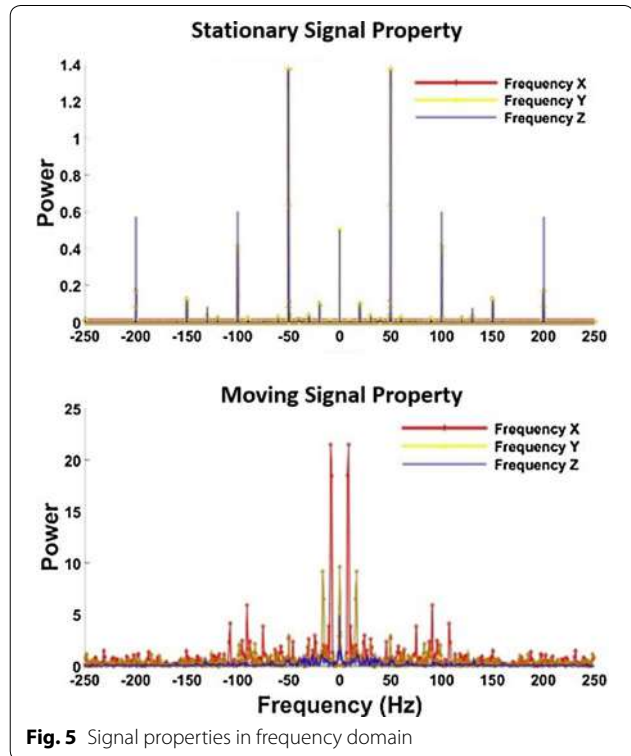 Stationary Signal Property
1.4
1.2
1
0.8
0.6
0.4
0.2
0
Power
Frequency X
Frequency Y
Frequency Z
-250 -200 -150 -100 -50 0 50 100 150 200 250
Moving Signal Property
25
20
15
10
5
0
Power
Frequency X
Frequency Y
Frequency Z
-250 -200 -150 -100 -50 0 50 100 150 200 250
Frequency (Hz)
Fig. 5 Signal properties in frequency domain